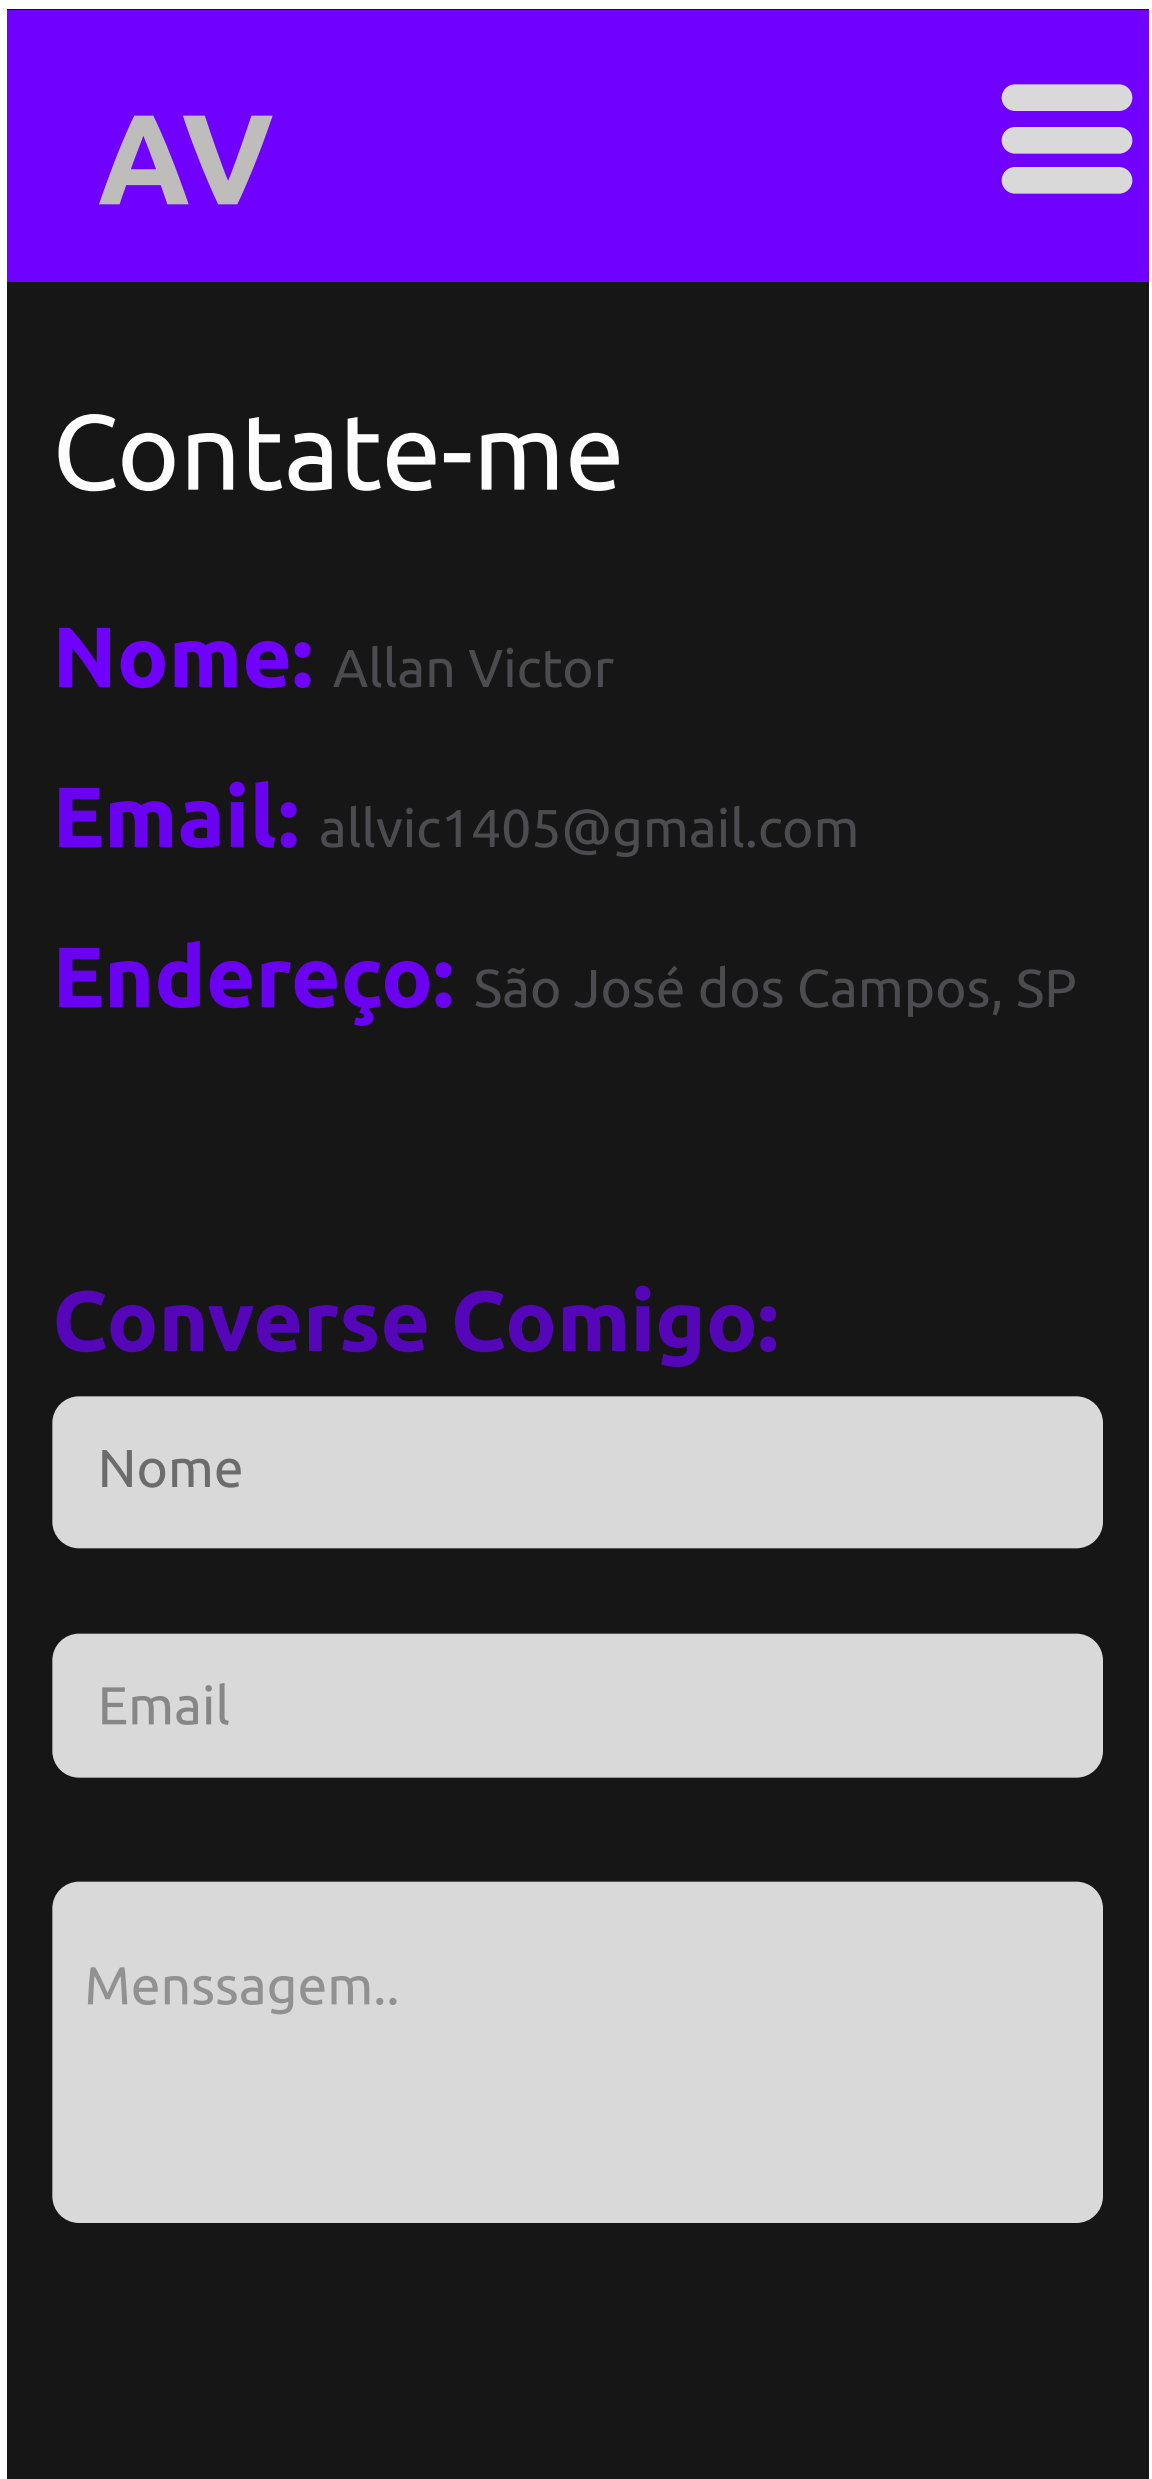 AV
Contate-me
Nome: Allan Victor
Email: allvic1405@gmail.com
Endereço: São José dos Campos, SP
Converse Comigo:
Nome
Email
Menssagem..